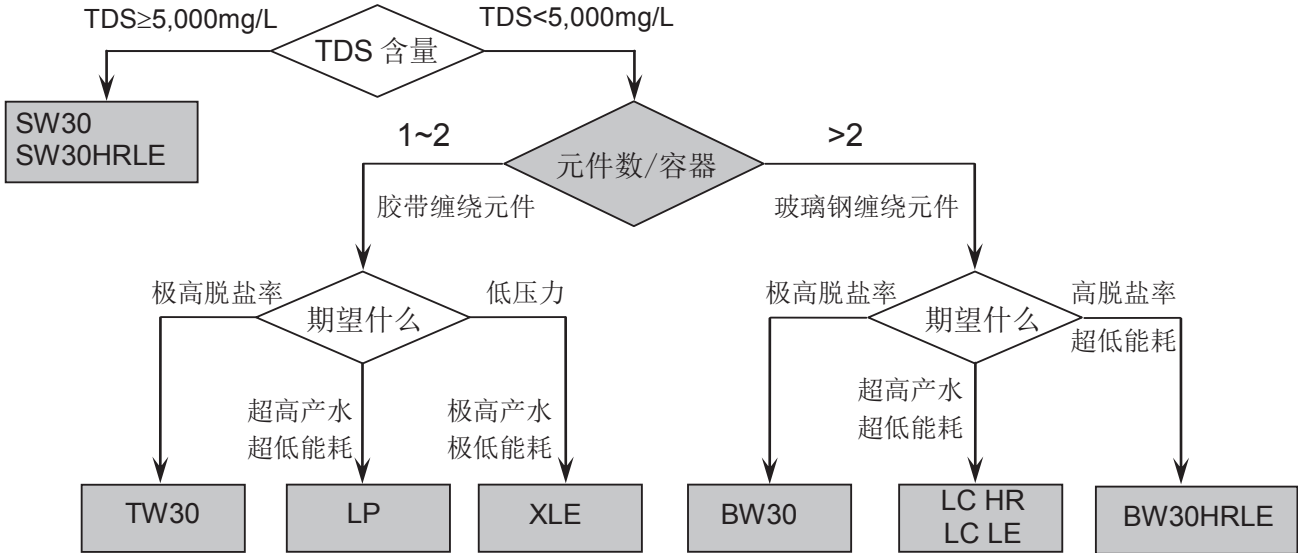 TDS≥5,000mg/L
TDS<5,000mg/L
TDS 含量
SW30
SW30HRLE
1~2
>2
元件数/容器
胶带缠绕元件
玻璃钢缠绕元件
极高脱盐率
低压力
期望什么
极高脱盐率
高脱盐率
期望什么
超低能耗
超高产水
超低能耗
极高产水
极低能耗
超高产水
超低能耗
TW30
LP
XLE
BW30
LC HR
LC LE
BW30HRLE